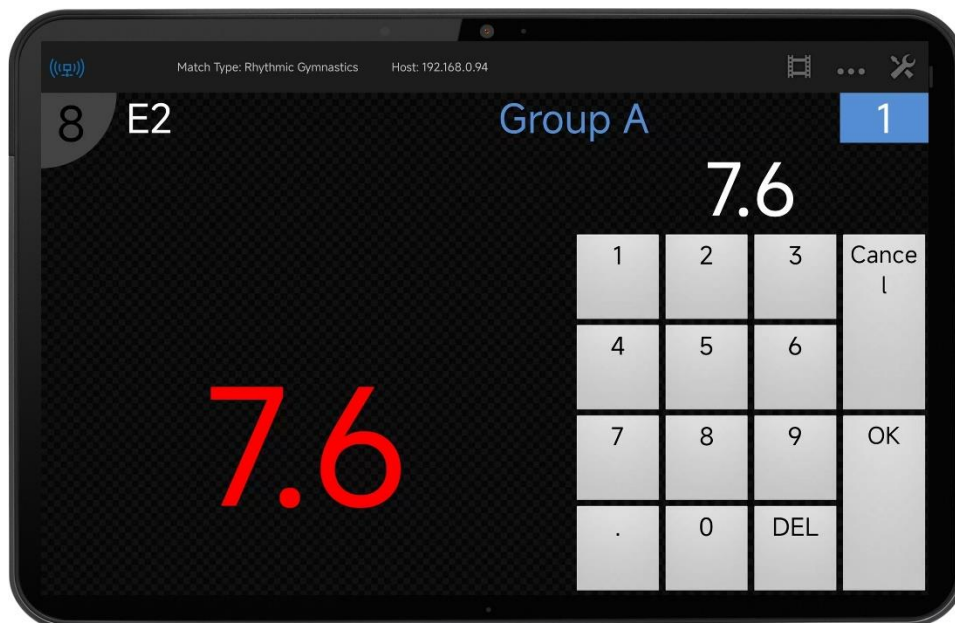 Match Type: Rhythmic Gymnastics Host: 192.168.0.94
8 E2 Group A 1
7.6
1 2 3 Cance
l
4 5 6
7 8 9 OK
7.6
. 0 DEL